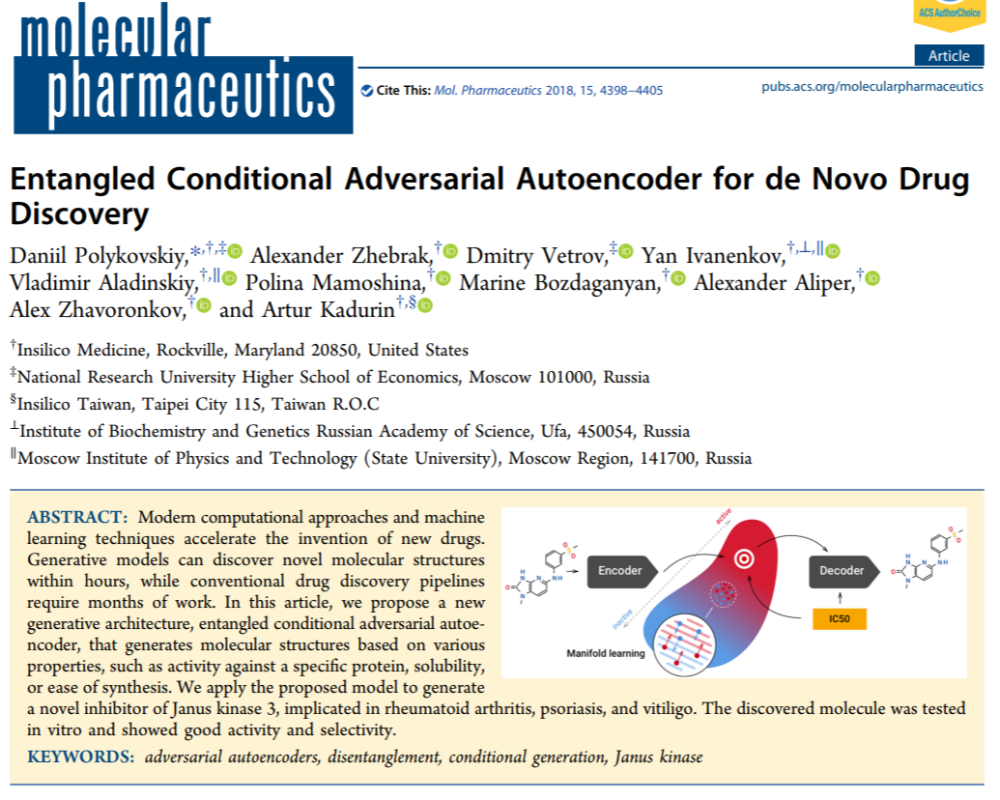 molecular
pharmaceutics
ACS AuthorChoice
Article
Cite This: Mol. Pharmaceutics 2018, 15, 4398−4405
pubs.acs.org/molecularpharmaceutics
Entangled Conditional Adversarial Autoencoder for de Novo Drug
Discovery
Daniil Polykovskiy,*,†,‡ Alexander Zhebrak,† Dmitry Vetrov,‡ Yan Ivanenkov,†,⊥,∥
Vladimir Aladinskiy,†,∥ Polina Mamoshina,† Marine Bozdaganyan,† Alexander Aliper,†
Alex Zhavoronkov,† and Artur Kadurin†,§
†Insilico Medicine, Rockville, Maryland 20850, United States
‡National Research University Higher School of Economics, Moscow 101000, Russia
§Insilico Taiwan, Taipei City 115, Taiwan R.O.C
⊥Institute of Biochemistry and Genetics Russian Academy of Science, Ufa, 450054, Russia
∥Moscow Institute of Physics and Technology (State University), Moscow Region, 141700, Russia
ABSTRACT: Modern computational approaches and machine
learning techniques accelerate the invention of new drugs.
Generative models can discover novel molecular structures
within hours, while conventional drug discovery pipelines
require months of work. In this article, we propose a new
generative architecture, entangled conditional adversarial autoe-
ncoder, that generates molecular structures based on various
properties, such as activity against a specific protein, solubility,
or ease of synthesis. We apply the proposed model to generate
a novel inhibitor of Janus kinase 3, implicated in rheumatoid arthritis, psoriasis, and vitiligo. The discovered molecule was tested
in vitro and showed good activity and selectivity.
Encoder
active
inactive
Manifold learning
Decoder
IC50
KEYWORDS: adversarial autoencoders, disentanglement, conditional generation, Janus kinase